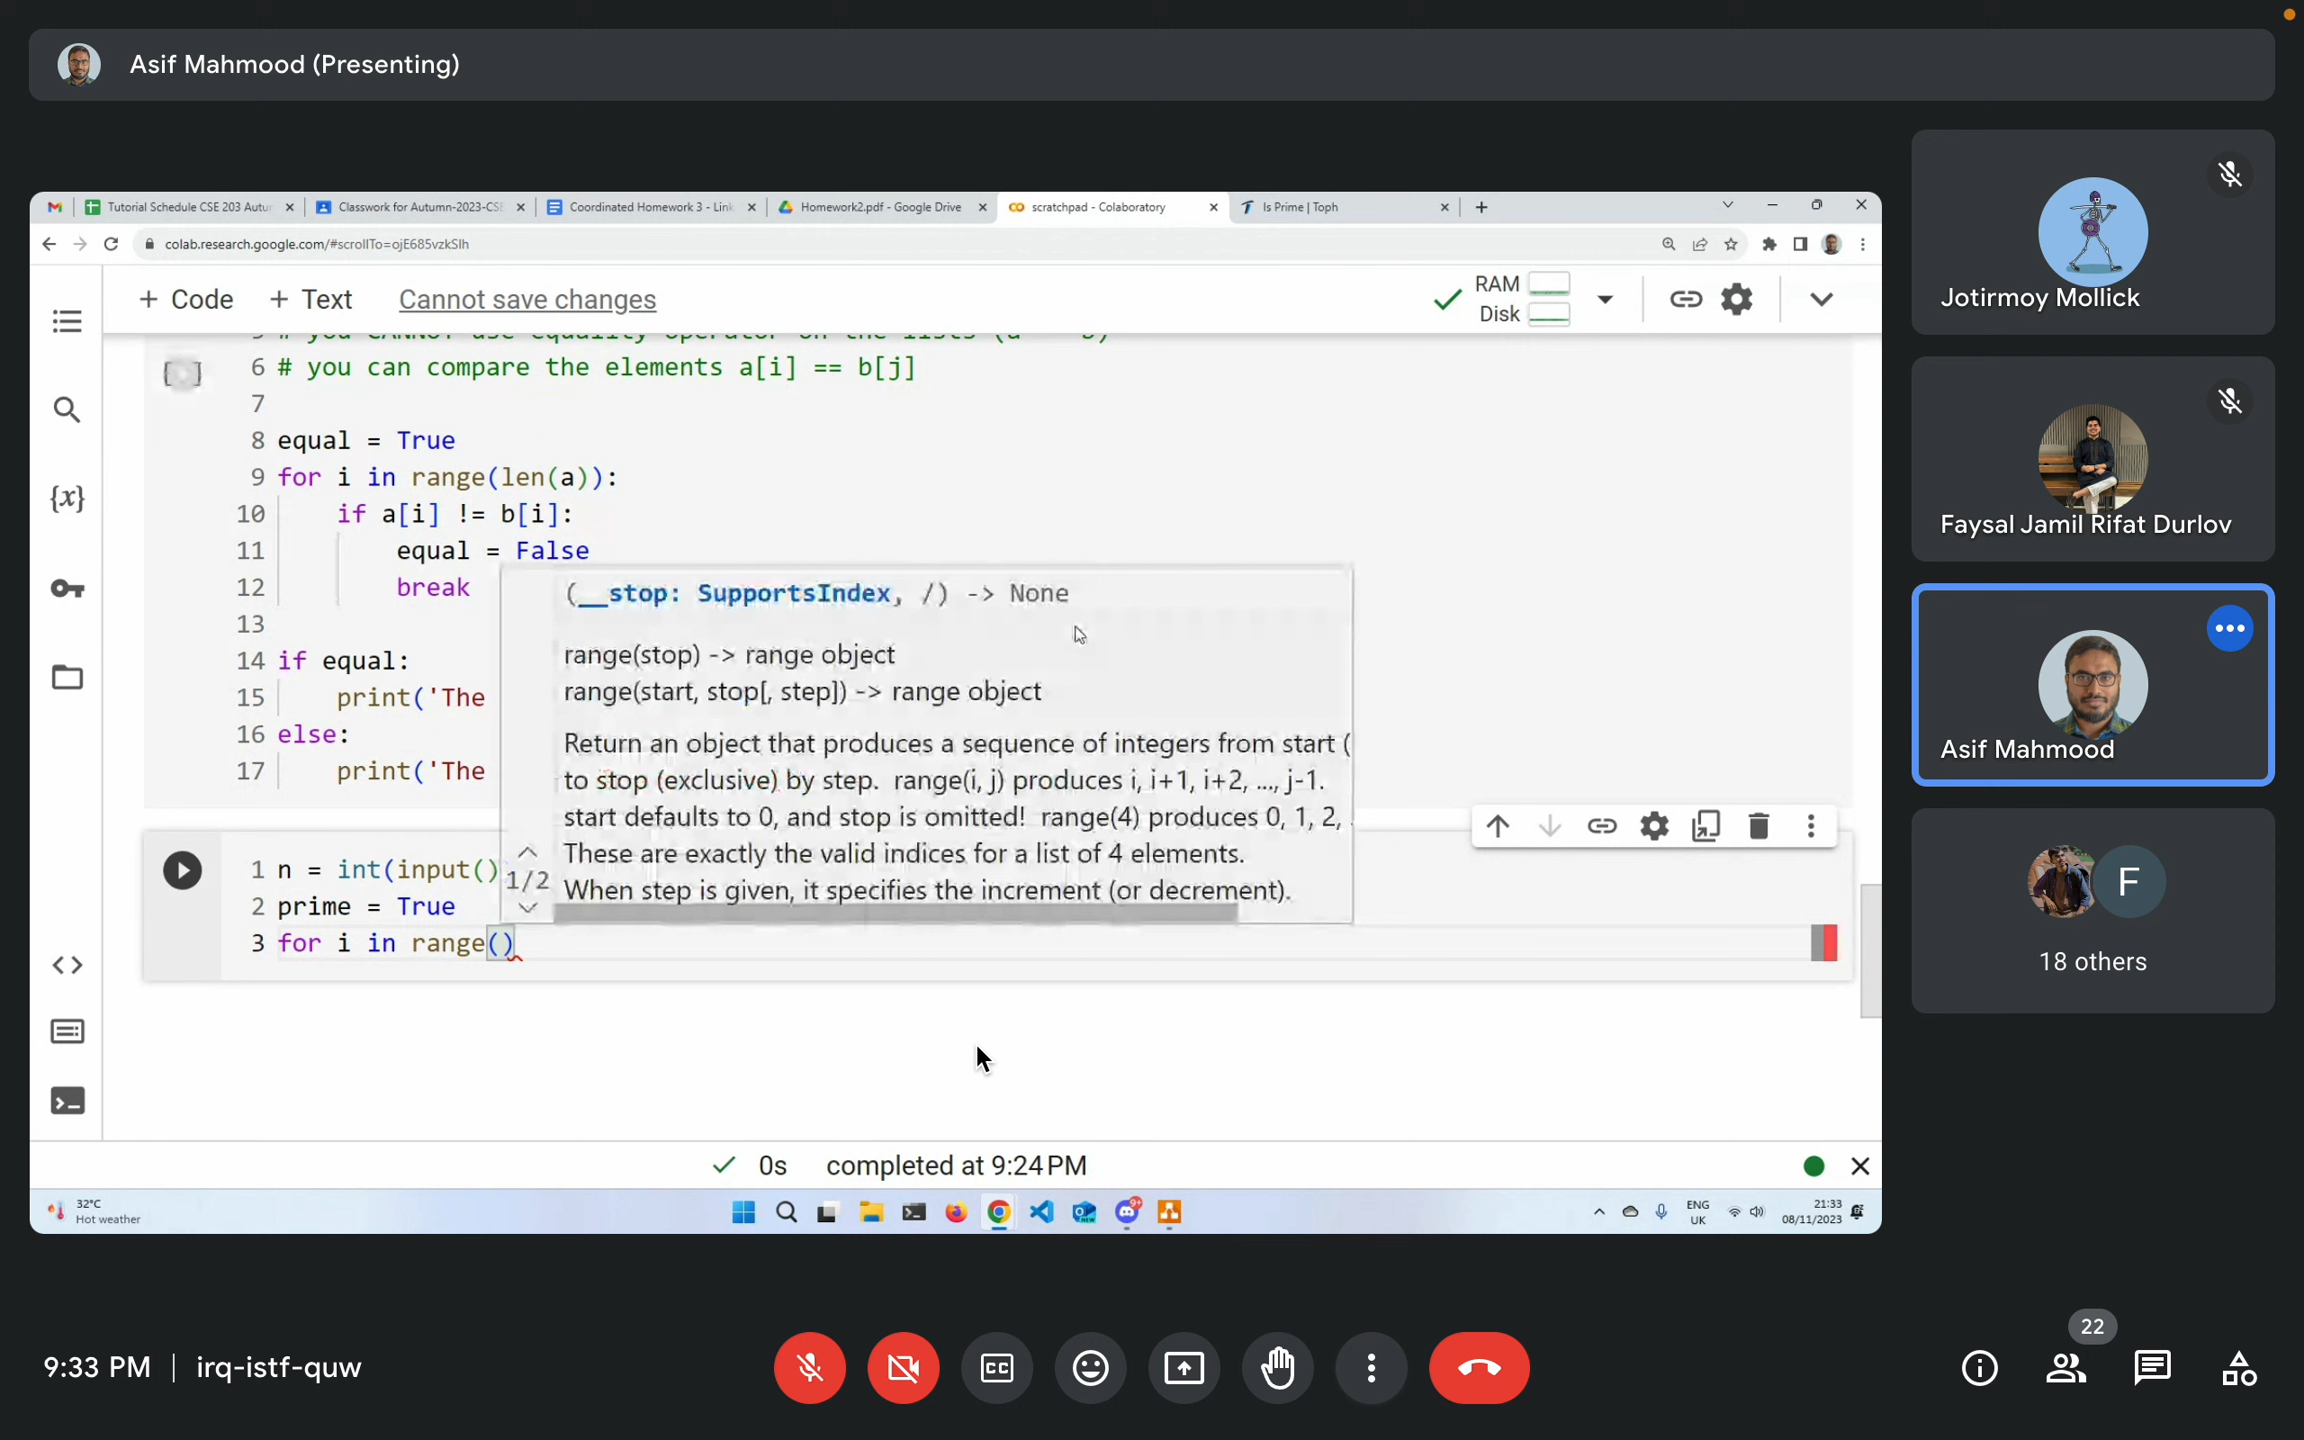 Asif Mahmood (Presenting)
Tutorial Schedule CSE 203 Autur
Classwork for Autumn-2023-CSE
Coordinated Homework 3 - Link
Homework2.pdf - Google Drive
scratchpad - Colaboratory
Is Prime | Toph
colab.research.google.com/#scrollTo=ojE685vzkSIh
+ Code + Text Cannot save changes
RAM
Disk
6 # you can compare the elements a[i] == b[j]
7
8 equal = True
9 for i in range(len(a)):
10 if a[i] != b[i]:
11 equal = False
12 break
13
14 if equal:
15 print('The
16 else:
17 print('The
(__stop: SupportsIndex, /) -> None
range(stop) -> range object
range(start, stop[, step]) -> range object
Return an object that produces a sequence of integers from start (
to stop (exclusive) by step. range(i, j) produces i, i+1, i+2, ..., j-1.
start defaults to 0, and stop is omitted! range(4) produces 0, 1, 2,
These are exactly the valid indices for a list of 4 elements.
When step is given, it specifies the increment (or decrement).
1/2
1 n = int(input()
2 prime = True
3 for i in range()
0s completed at 9:24 PM
32°C
Hot weather
ENG
UK
21:33
08/11/2023
Jotirmoy Mollick
Faysal Jamil Rifat Durlov
Asif Mahmood
F
18 others
9:33 PM | irq-istf-quw
22